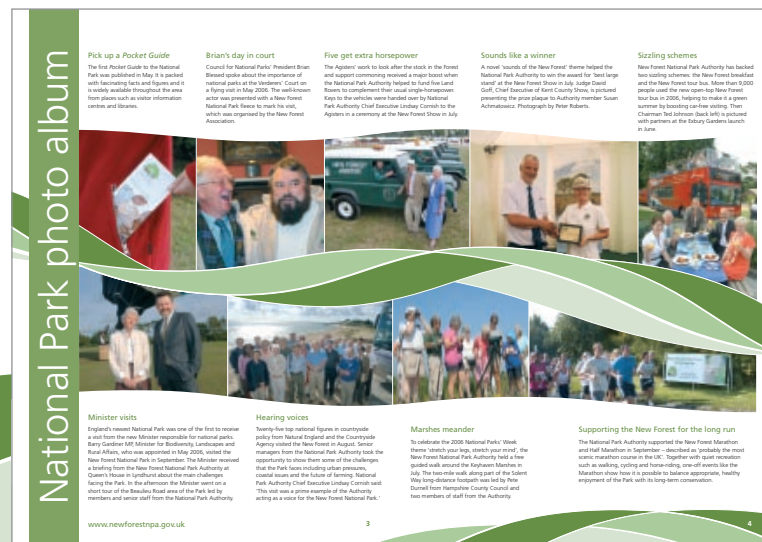 National Park photo album
Pick up a Pocket Guide
The first Pocket Guide to the National
Park was published in May. It is packed
with fascinating facts and figures and it
is widely available throughout the area
from places such as visitor information
centres and libraries.
Brian's day in court
Council for National Parks' President Brian
Blessed spoke about the importance of
national parks at the Verderers' Court on
a flying visit in May 2006. The well-known
actor was presented with a New Forest
National Park fleece to mark his visit,
which was organised by the New Forest
Association.
Five get extra horsepower
The Agisters' work to look after the stock in the Forest
and support commoning received a major boost when
the National Park Authority helped to fund five Land
Rovers to complement their usual single-horsepower.
Keys to the vehicles were handed over by National
Park Authority Chief Executive Lindsay Cornish to the
Agisters in a ceremony at the New Forest Show in July.
Sounds like a winner
A novel 'sounds of the New Forest' theme helped the
National Park Authority to win the award for 'best large
stand' at the New Forest Show in July. Judge David
Goff, Chief Executive of Kent County Show, is pictured
presenting the prize plaque to Authority member Susan
Achmatowicz. Photograph by Peter Roberts.
Sizzling schemes
New Forest National Park Authority has backed
two sizzling schemes: the New Forest breakfast
and the New Forest tour bus. More than 9,000
people used the new open-top New Forest
tour bus in 2006, helping to make it a green
summer by boosting car-free visiting. Then
Chairman Ted Johnson (back left) is pictured
with partners at the Exbury Gardens launch
in June.
Minister visits
England's newest National Park was one of the first to receive
a visit from the new Minister responsible for national parks.
Barry Gardiner MP, Minister for Biodiversity, Landscapes and
Rural Affairs, who was appointed in May 2006, visited the
New Forest in September. The Minister received
a briefing from the New Forest National Park Authority at
Queen's House in Lyndhurst about the main challenges
facing the Park. In the afternoon the Minister went on a
short tour of the Beaulieu Road area of the Park led by
members and senior staff from the National Park Authority.
Hearing voices
Twenty-five top national figures in countryside
policy from Natural England and the Countryside
Agency visited the New Forest in August. Senior
managers from the National Park Authority took the
opportunity to show them some of the challenges
that the Park faces including urban pressures,
coastal issues and the future of farming. National
Park Authority Chief Executive Lindsay Cornish said:
'This visit was a prime example of the Authority
acting as a voice for the New Forest National Park.'
Marshes meander
To celebrate the 2006 National Parks' Week
theme 'stretch your legs, stretch your mind', the
New Forest National Park Authority held a free
guided walk around the Keyhaven Marshes in
July. The two-mile walk along part of the Solent
Way long-distance footpath was led by Pete
Durnell from Hampshire County Council and
two members of staff from the Authority.
Supporting the New Forest for the long run
The National Park Authority supported the New Forest Marathon
and Half Marathon in September – described as 'probably the most
scenic marathon course in the UK'. Together with quiet recreation
such as walking, cycling and horse-riding, one-off events like the
Marathon show how it is possible to balance appropriate, healthy
enjoyment of the Park with its long-term conservation.
www.newforestnpa.gov.uk
3
4